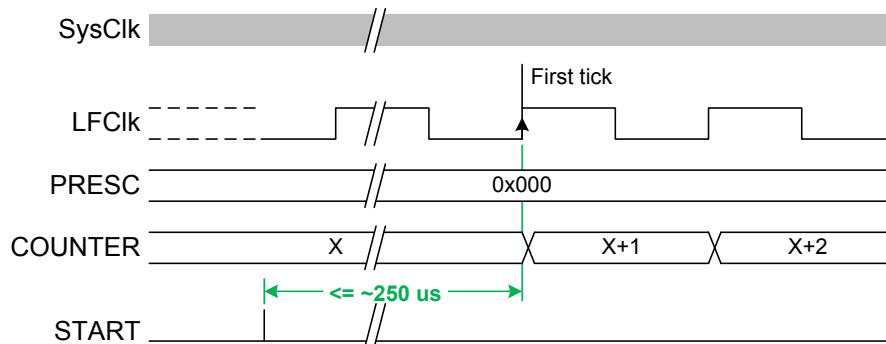 SysClk
First tick
LFClk
PRESC
0x000
COUNTER
X
X+1
X+2
<= ~250 us
START